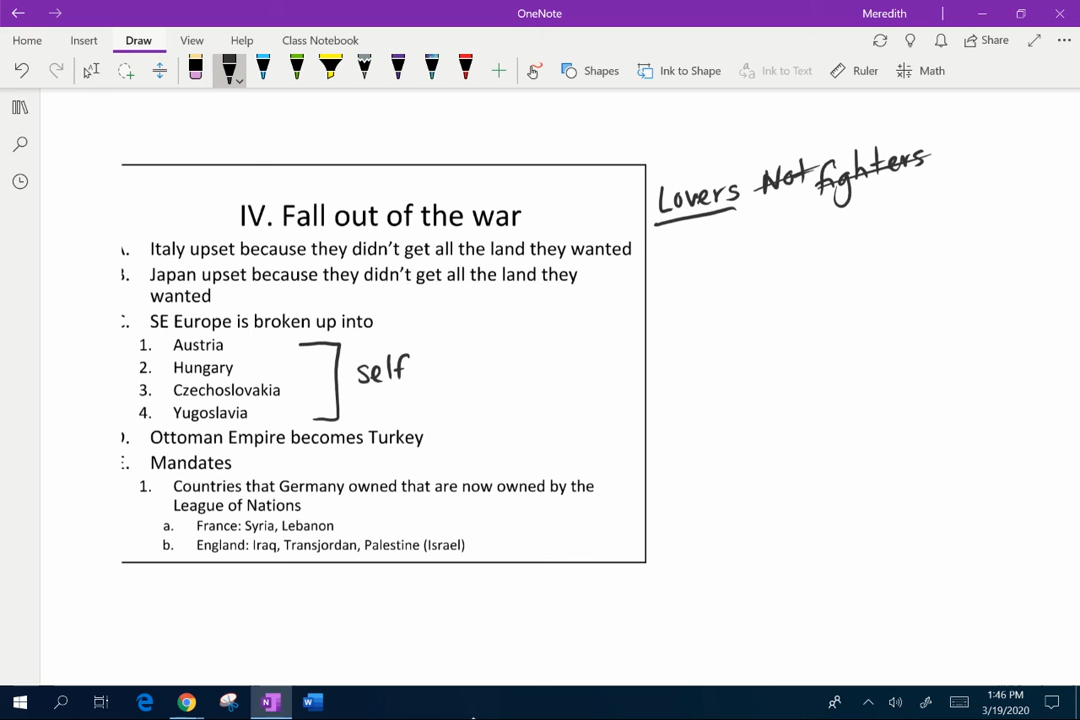 OneNote
Meredith
Home Insert Draw View Help Class Notebook Share
Shapes Ink to Shape Ink to Text Ruler Math
Lovers Not fighters
IV. Fall out of the war
Italy upset because they didn't get all the land they wanted
Japan upset because they didn't get all the land they
wanted
SE Europe is broken up into
1. Austria
2. Hungary
3. Czechoslovakia
4. Yugoslavia
self
Ottoman Empire becomes Turkey
Mandates
1. Countries that Germany owned that are now owned by the
League of Nations
a. France: Syria, Lebanon
b. England: Iraq, Transjordan, Palestine (Israel)
1:46 PM
3/19/2020